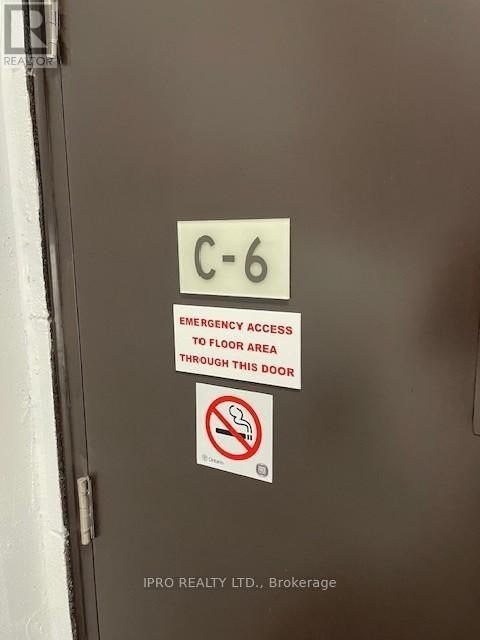 REALTOR
C-6
EMERGENCY ACCESS
TO FLOOR AREA
THROUGH THIS DOOR
Ontario
IPRO REALTY LTD., Brokerage